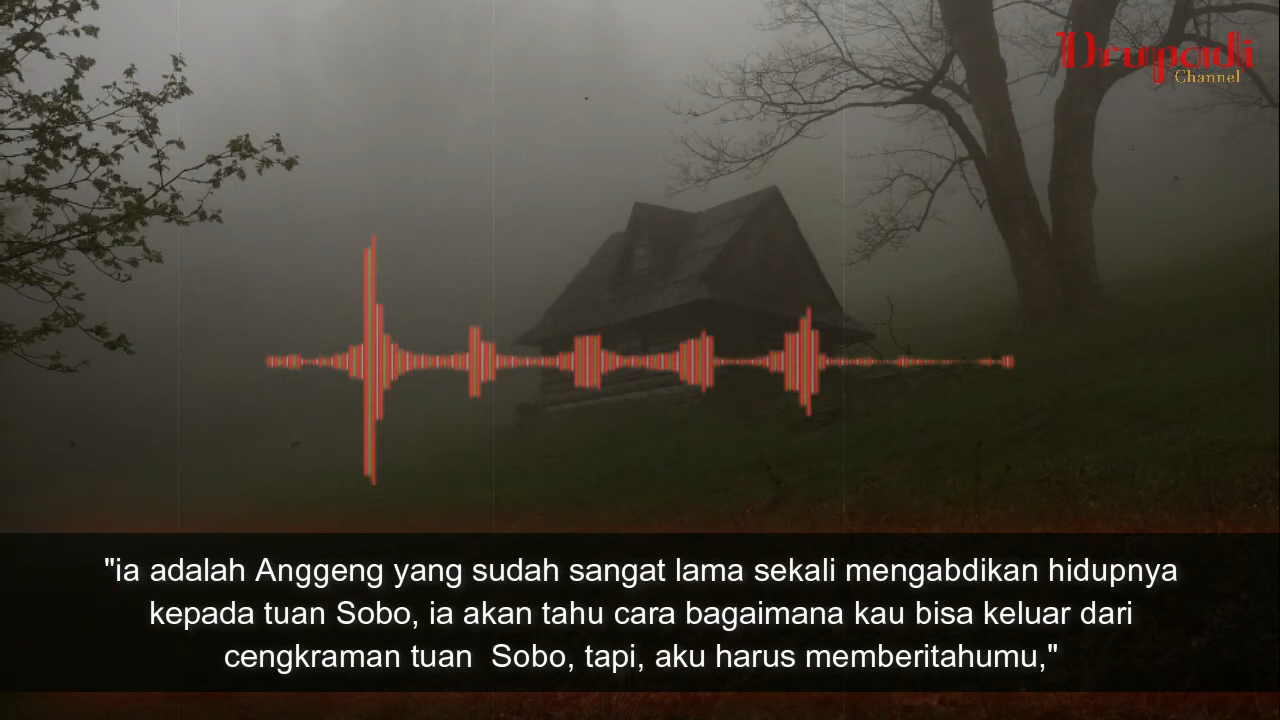 Drupadi
Channel
"ia adalah Anggeng yang sudah sangat lama sekali mengabdikan hidupnya
kepada tuan Sobo, ia akan tahu cara bagaimana kau bisa keluar dari
cengkraman tuan  Sobo, tapi, aku harus memberitahumu,"